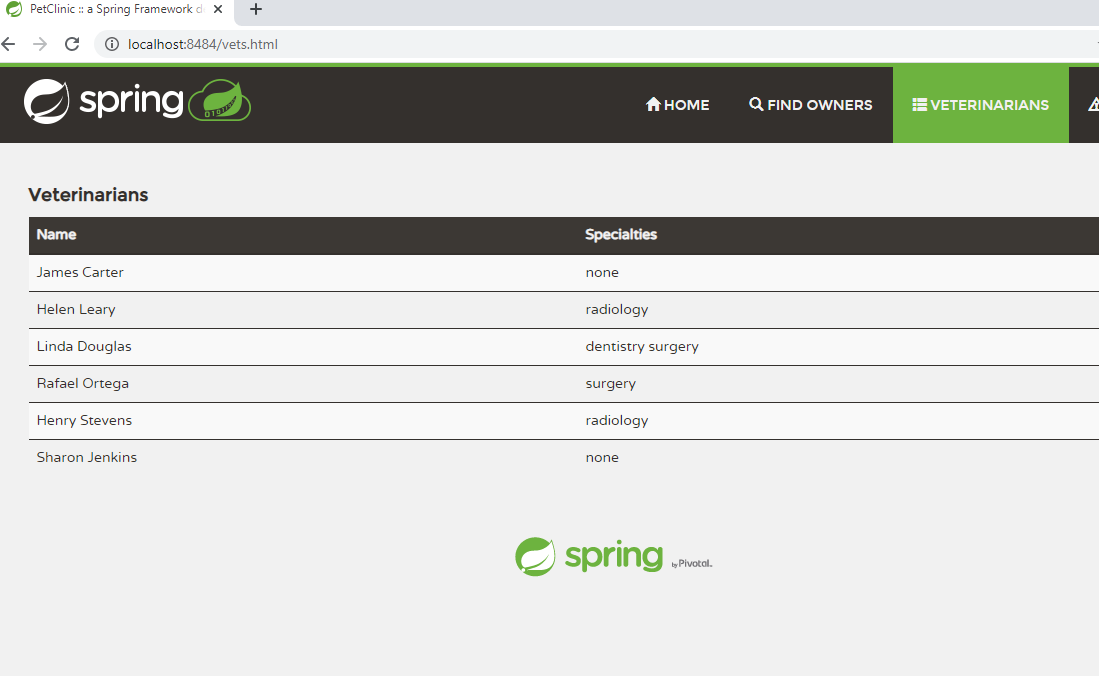 PetClinic :: a Spring Framework d
localhost:8484/vets.html
spring
HOME
FIND OWNERS
VETERINARIANS
Veterinarians
Name Specialties
James Carter none
Helen Leary radiology
Linda Douglas dentistry surgery
Rafael Ortega surgery
Henry Stevens radiology
Sharon Jenkins none
spring by Pivotal.